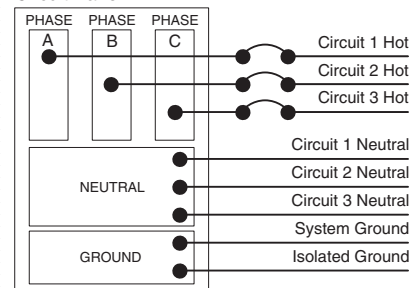 PHASE PHASE PHASE
A B C
Circuit 1 Hot
Circuit 2 Hot
Circuit 3 Hot
Circuit 1 Neutral
Circuit 2 Neutral
NEUTRAL
Circuit 3 Neutral
System Ground
GROUND
Isolated Ground